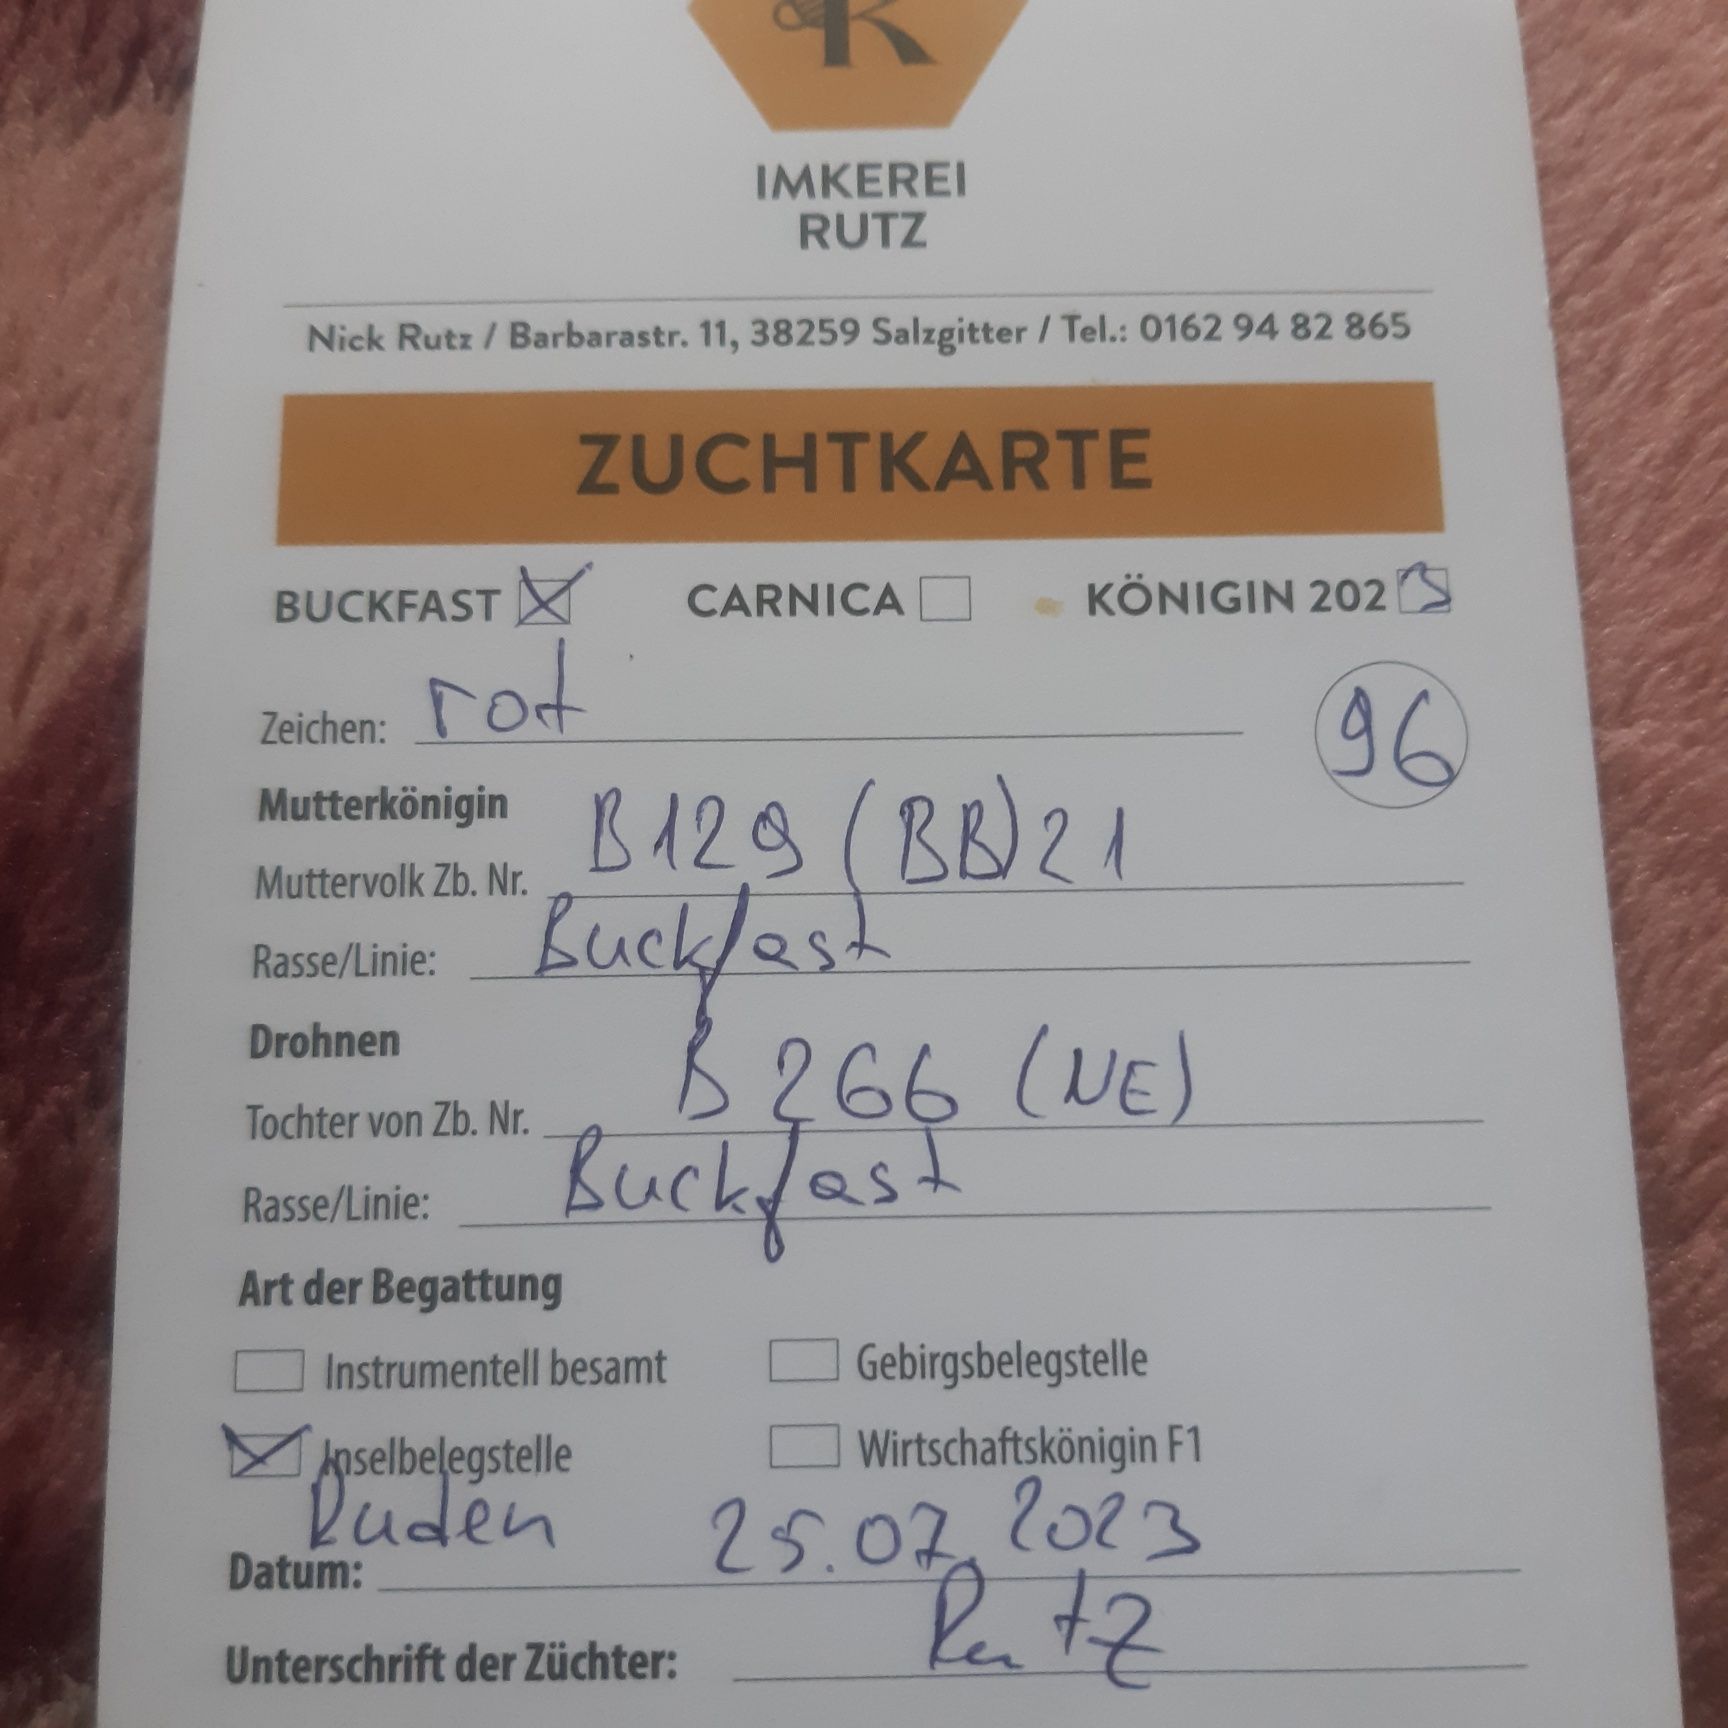 R
IMKEREI
RUTZ
Nick Rutz / Barbarastr. 11, 38259 Salzgitter / Tel.: 0162 94 82 865
ZUCHTKARTE
BUCKFAST CARNICA KÖNIGIN 2023
Zeichen: rot 96
Mutterkönigin
Muttervolk Zb. Nr. B129 (BB) 21
Rasse/Linie: Buckfast
Drohnen
Tochter von Zb. Nr. B 266 (NE)
Rasse/Linie: Buckfast
Art der Begattung
Instrumentell besamt Gebirgsbelegstelle
Inselbelegstelle Wirtschaftskönigin F1
Ruden
Datum: 25.07.2023
Unterschrift der Züchter: Rutz